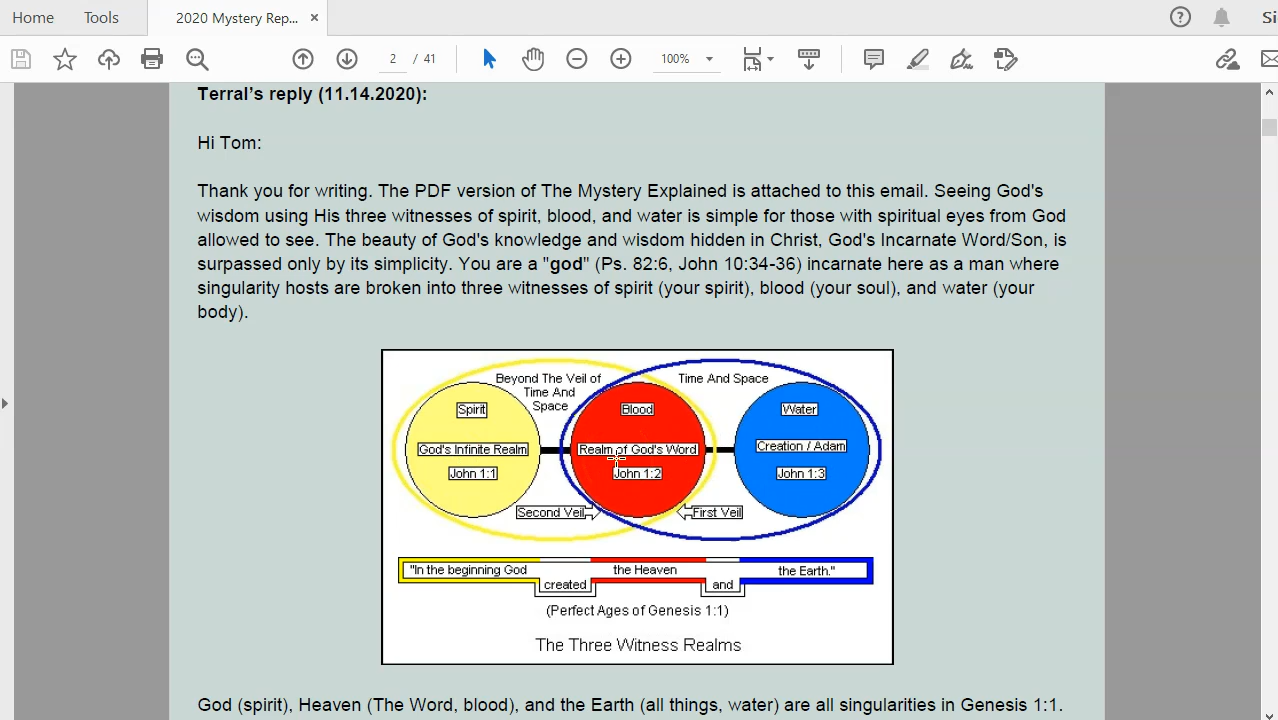 Home Tools 2020 Mystery Rep... × Si
2 / 41 100%
Terral's reply (11.14.2020):
Hi Tom:
Thank you for writing. The PDF version of The Mystery Explained is attached to this email. Seeing God's
wisdom using His three witnesses of spirit, blood, and water is simple for those with spiritual eyes from God
allowed to see. The beauty of God's knowledge and wisdom hidden in Christ, God's Incarnate Word/Son, is
surpassed only by its simplicity. You are a "god" (Ps. 82:6, John 10:34-36) incarnate here as a man where
singularity hosts are broken into three witnesses of spirit (your spirit), blood (your soul), and water (your
body).
Beyond The Veil of
Time And
Space
Time And Space
Spirit
Blood
Water
God's Infinite Realm
Realm of God's Word
Creation / Adam
John 1:1
John 1:2
John 1:3
Second Veil
First Veil
"In the beginning God
created
the Heaven
and
the Earth."
(Perfect Ages of Genesis 1:1)
The Three Witness Realms
God (spirit), Heaven (The Word, blood), and the Earth (all things, water) are all singularities in Genesis 1:1.